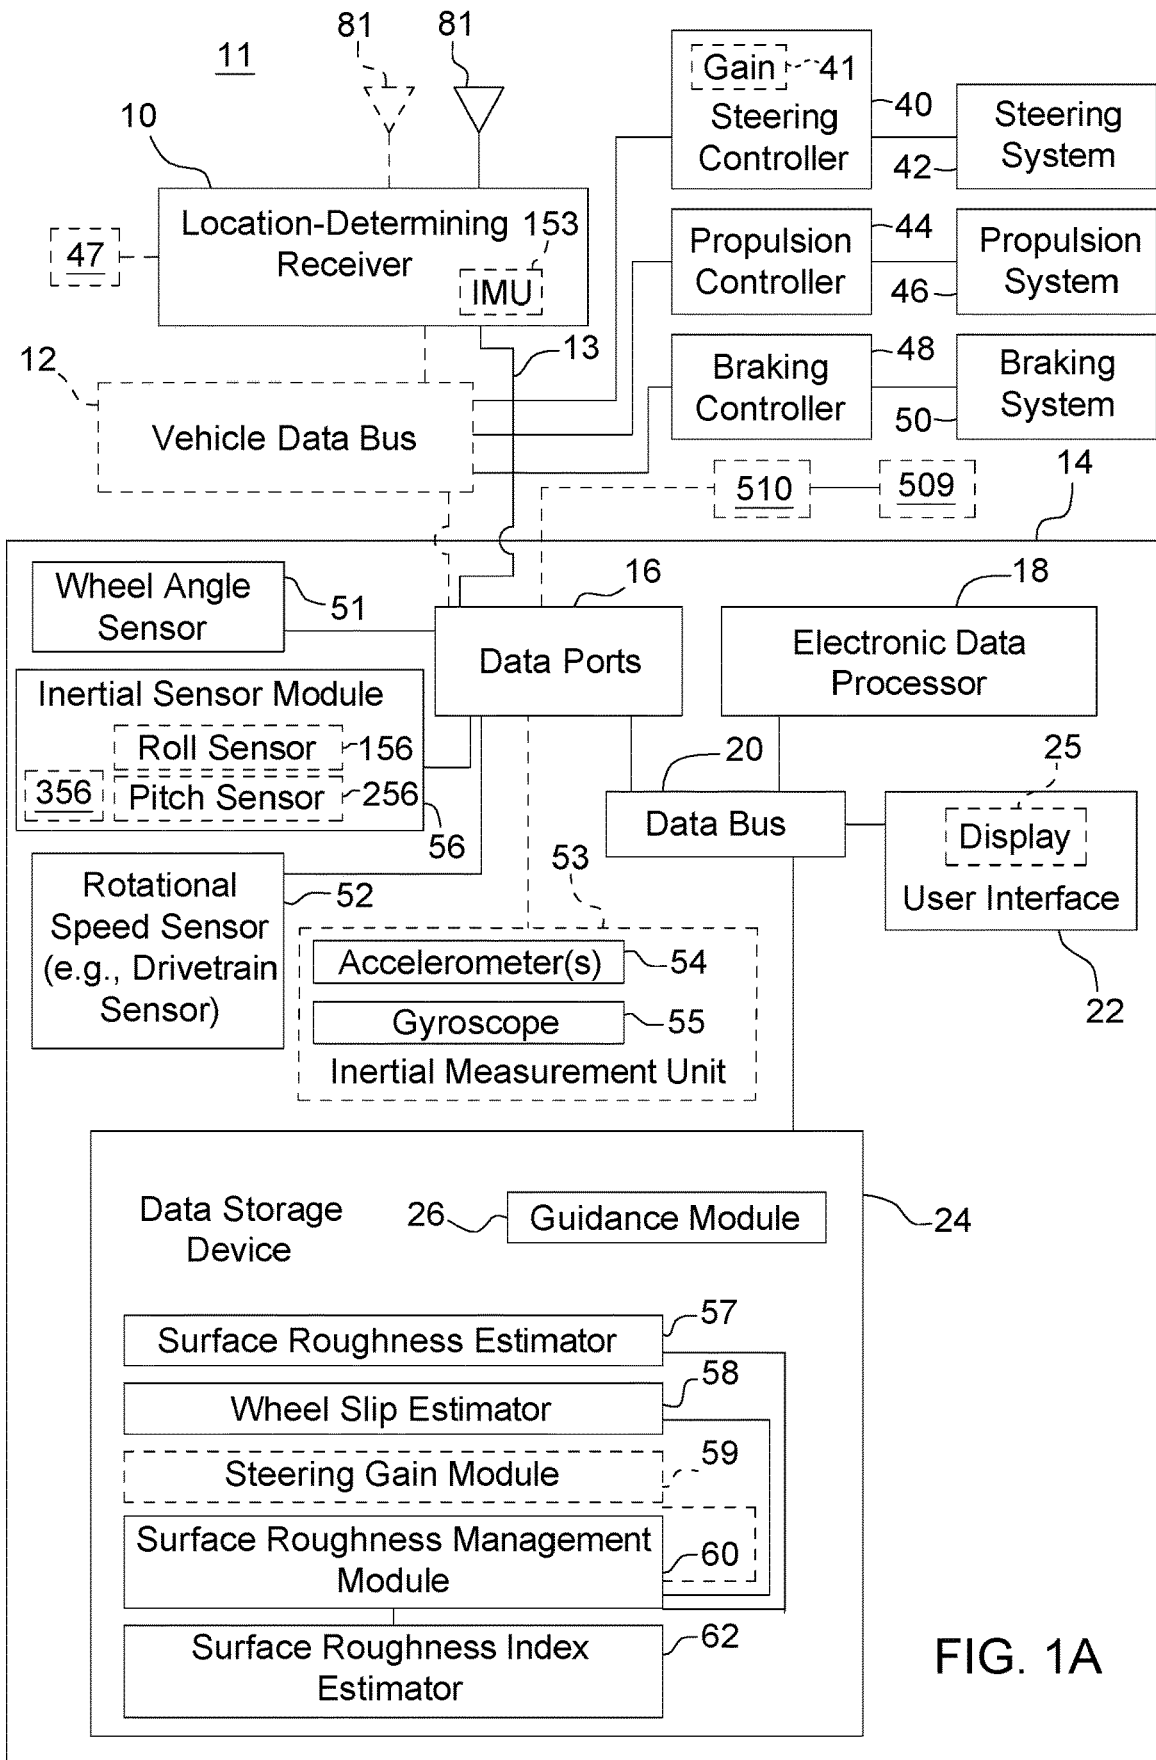 11
81
81
10
Location-Determining
Receiver
153
IMU
47
Gain
41
Steering
Controller
40
Steering
System
42
Propulsion
Controller
44
Propulsion
System
46
Braking
Controller
48
Braking
System
50
12
Vehicle Data Bus
13
510
509
14
Wheel Angle
Sensor
51
16
Data Ports
18
Electronic Data
Processor
Inertial Sensor Module
Roll Sensor
156
356
Pitch Sensor
256
56
20
Data Bus
25
Display
User Interface
22
Rotational
Speed Sensor
(e.g., Drivetrain
Sensor)
52
53
Accelerometer(s)
54
Gyroscope
55
Inertial Measurement Unit
Data Storage
Device
26
Guidance Module
24
Surface Roughness Estimator
57
Wheel Slip Estimator
58
Steering Gain Module
59
Surface Roughness Management
Module
60
Surface Roughness Index
Estimator
62
FIG. 1A